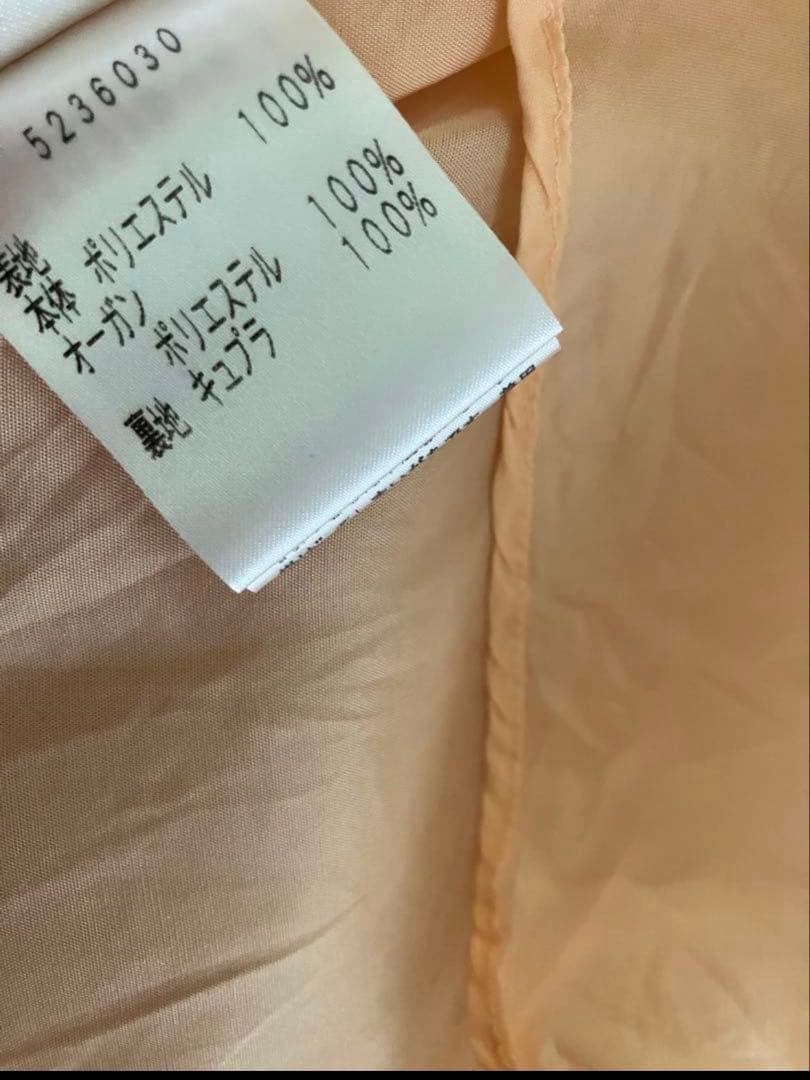 5236030
表地
本体 ポリエステル 100%
オーガン
ポリエステル 100%
裏地 キュプラ 100%